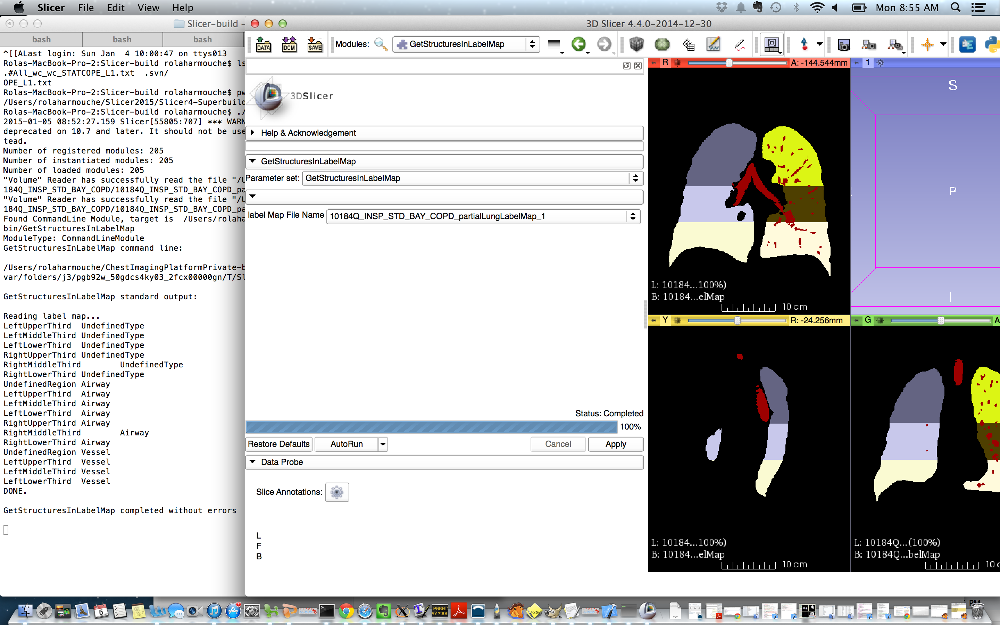 Slicer File Edit View Help
Mon 8:55 AM
Slicer-build —
bash bash bash
^[[ALast login: Sun Jan  4 10:00:47 on ttys013
Rolas-MacBook-Pro-2:Slicer-build rolaharmouche$ ls
.#All_wc_wc_STATCOPE_L1.txt  .svn/
OPE_L1.txt
Rolas-MacBook-Pro-2:Slicer-build rolaharmouche$ pw
/Users/rolaharmouche/Slicer2015/Slicer4-Superbuild
Rolas-MacBook-Pro-2:Slicer-build rolaharmouche$ ./
2015-01-05 08:52:27.159 Slicer[55805:707] *** WARN
deprecated on 10.7 and later. It should not be use
tead.
Number of registered modules: 205
Number of instantiated modules: 205
Number of loaded modules: 205
"Volume" Reader has successfully read the file "/U
184Q_INSP_STD_BAY_COPD/10184Q_INSP_STD_BAY_COPD_pa
"Volume" Reader has successfully read the file "/U
184Q_INSP_STD_BAY_COPD/10184Q_INSP_STD_BAY_COPD_pa
Found CommandLine Module, target is  /Users/rolaha
bin/GetStructuresInLabelMap
ModuleType: CommandLineModule
GetStructuresInLabelMap command line:
/Users/rolaharmouche/ChestImagingPlatformPrivate-b
var/folders/j3/pgb92w_50gdcs4ky03_2fcx00000gn/T/Sl
GetStructuresInLabelMap standard output:
Reading label map...
LeftUpperThird  UndefinedType
LeftMiddleThird UndefinedType
LeftLowerThird  UndefinedType
RightUpperThird UndefinedType
RightMiddleThird        UndefinedType
RightLowerThird UndefinedType
UndefinedRegion Airway
LeftUpperThird  Airway
LeftMiddleThird Airway
LeftLowerThird  Airway
RightUpperThird Airway
RightMiddleThird        Airway
RightLowerThird Airway
UndefinedRegion Vessel
LeftUpperThird  Vessel
LeftMiddleThird Vessel
LeftLowerThird  Vessel
DONE.
GetStructuresInLabelMap completed without errors
3D Slicer 4.4.0-2014-12-30
DATA DCM SAVE Modules: GetStructuresInLabelMap
3DSlicer
Help & Acknowledgement
GetStructuresInLabelMap
Parameter set: GetStructuresInLabelMap
label Map File Name 10184Q_INSP_STD_BAY_COPD_partialLungLabelMap_1
Status: Completed
100%
Restore Defaults AutoRun Cancel Apply
Data Probe
Slice Annotations:
L
F
B
R A: -144.544mm
L: 10184...100%)
B: 10184...elMap
10 cm
1
S
P
I
Y R: -24.256mm
L: 10184...100%)
B: 10184...elMap
10 cm
G A
L: 10184Q...(100%)
B: 10184Q...belMap
10 c
JAN
5
1